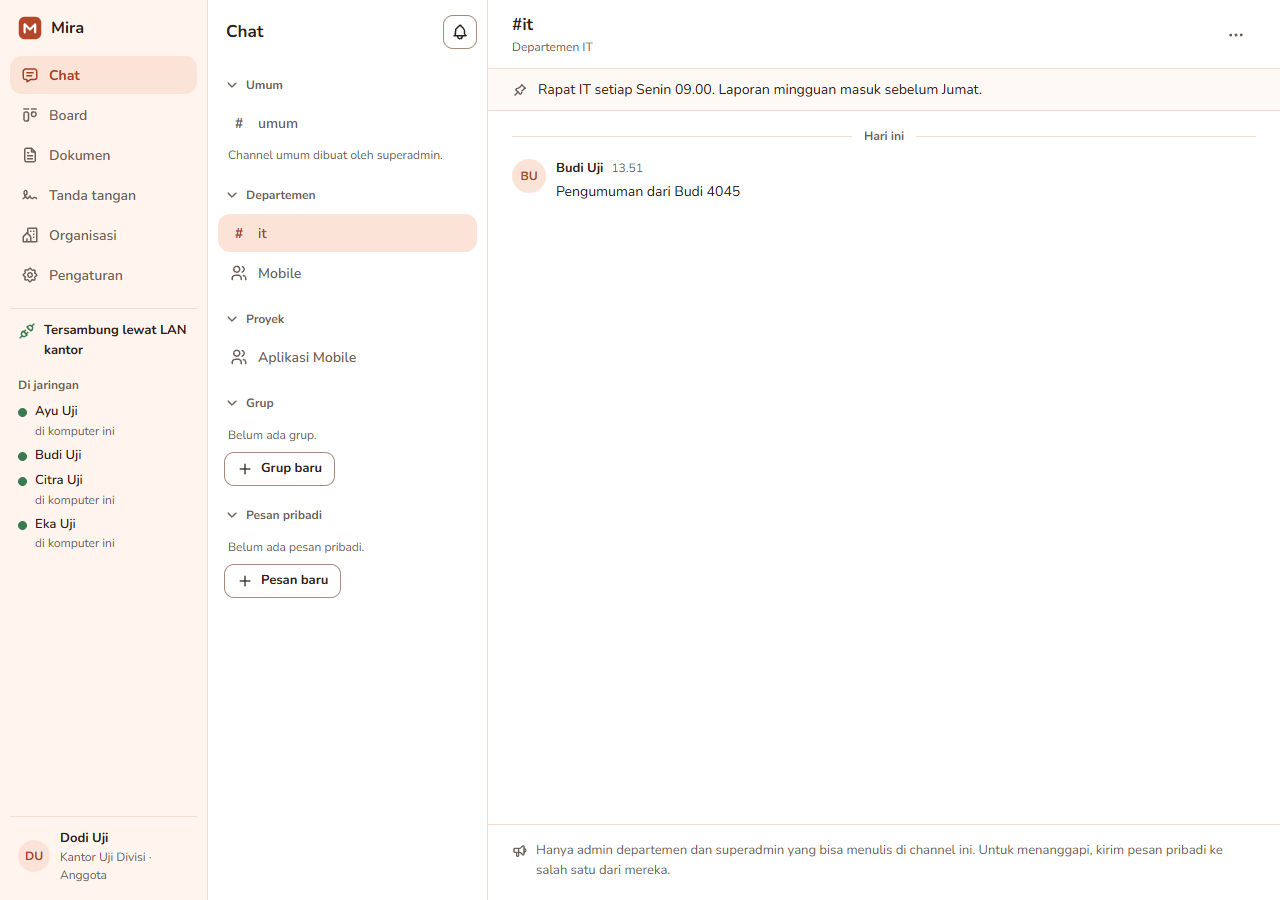 Mira
Chat
Board
Dokumen
Tanda tangan
Organisasi
Pengaturan
Tersambung lewat LAN
kantor
Di jaringan
Ayu Uji
di komputer ini
Budi Uji
Citra Uji
di komputer ini
Eka Uji
di komputer ini
DU
Dodi Uji
Kantor Uji Divisi ·
Anggota
Chat
Umum
# umum
Channel umum dibuat oleh superadmin.
Departemen
# it
Mobile
Proyek
Aplikasi Mobile
Grup
Belum ada grup.
Grup baru
Pesan pribadi
Belum ada pesan pribadi.
Pesan baru
#it
Departemen IT
Rapat IT setiap Senin 09.00. Laporan mingguan masuk sebelum Jumat.
Hari ini
BU
Budi Uji 13.51
Pengumuman dari Budi 4045
Hanya admin departemen dan superadmin yang bisa menulis di channel ini. Untuk menanggapi, kirim pesan pribadi ke
salah satu dari mereka.